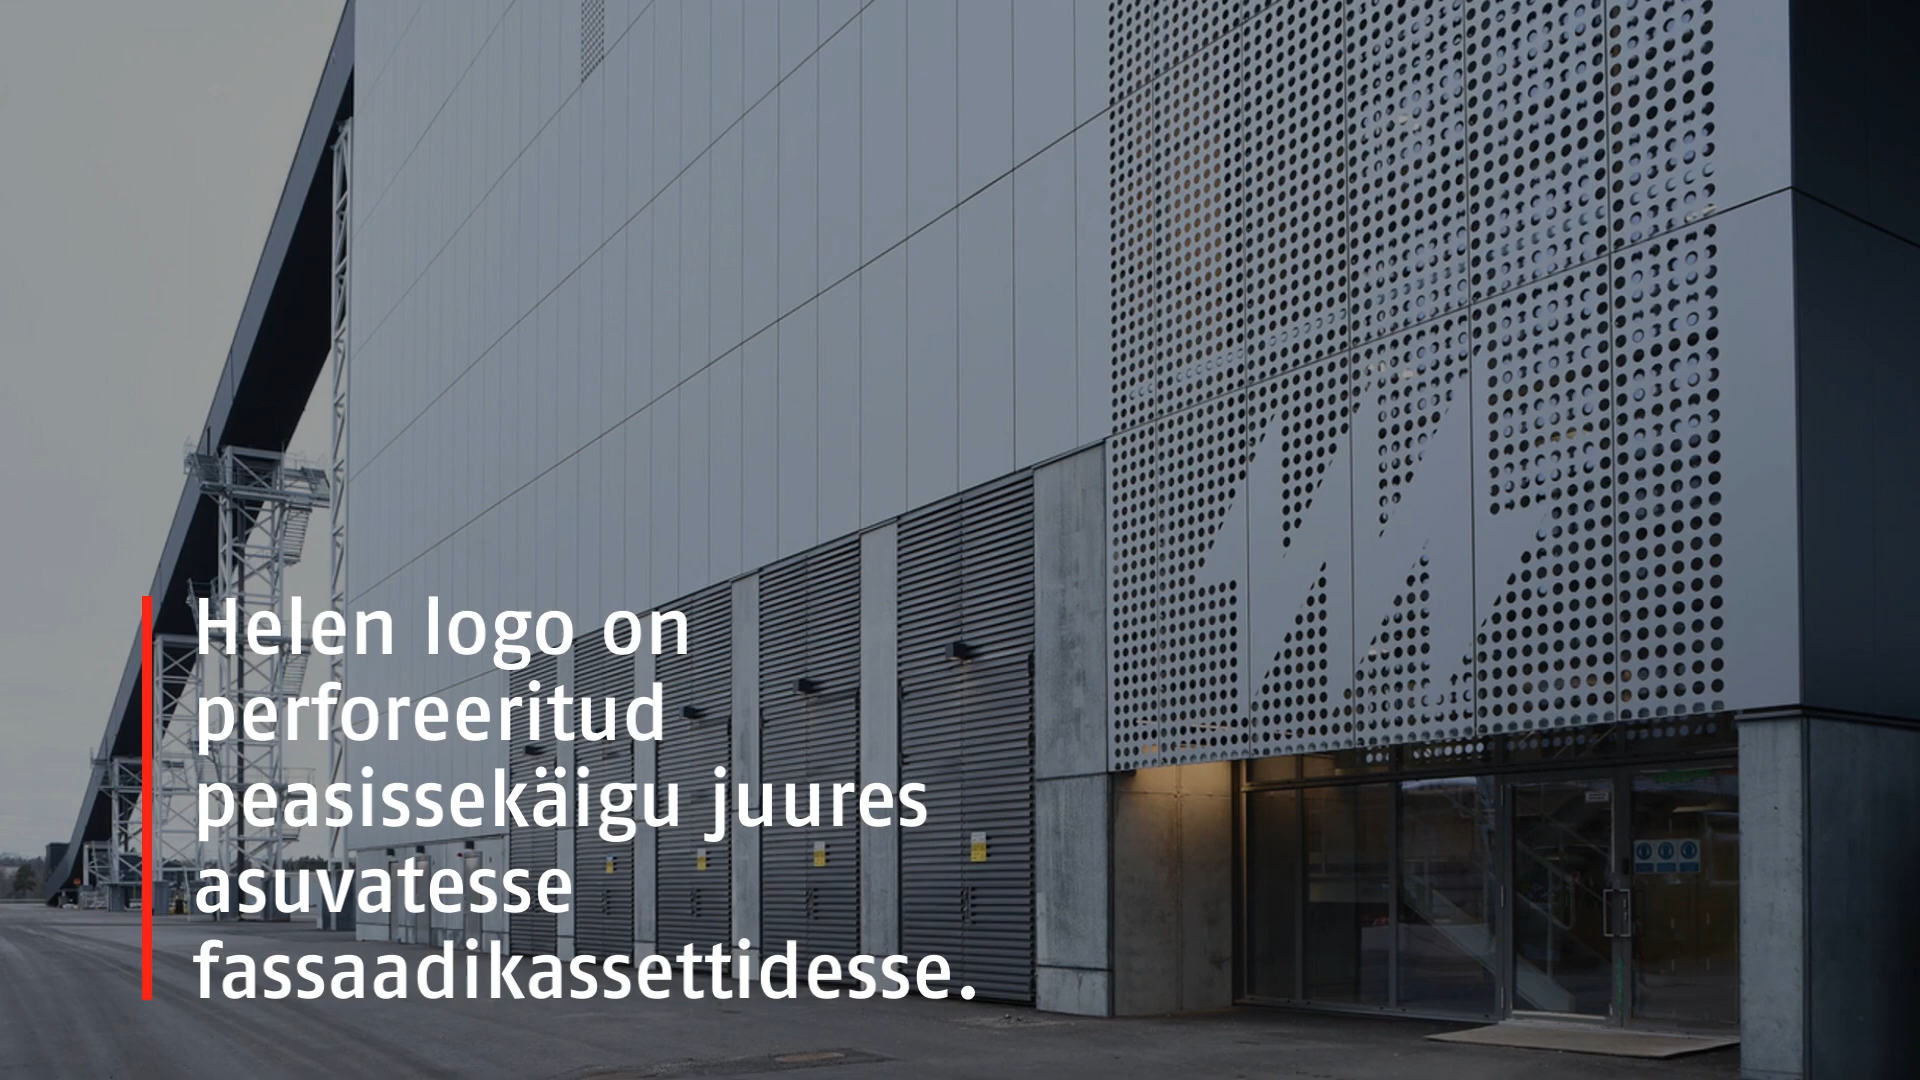 Helen logo on
perforeeritud
peasissekäigu juures
asuvatesse
fassaadikassettidesse.